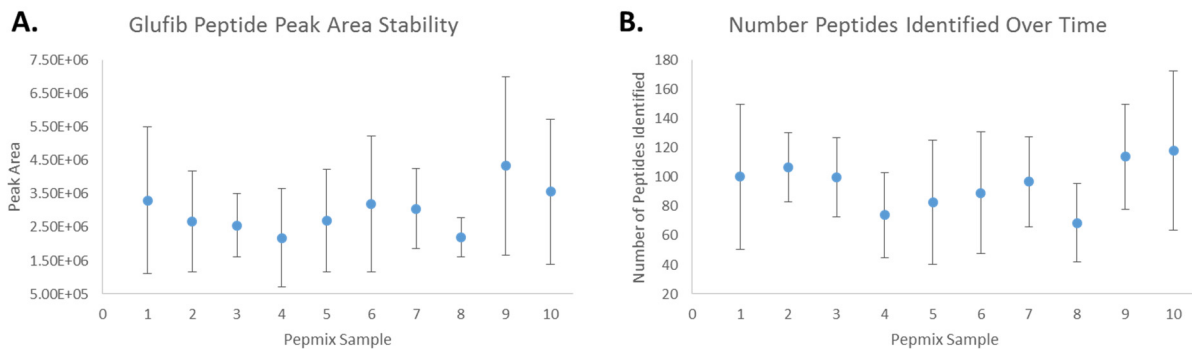 A.
Glufib Peptide Peak Area Stability
7.50E+06
6.50E+06
5.50E+06
4.50E+06
3.50E+06
2.50E+06
1.50E+06
5.00E+05
Peak Area
0 1 2 3 4 5 6 7 8 9 10
Pepmix Sample
B.
Number Peptides Identified Over Time
180
160
140
120
100
80
60
40
20
Number of Peptides Identified
0 1 2 3 4 5 6 7 8 9 10
Pepmix Sample